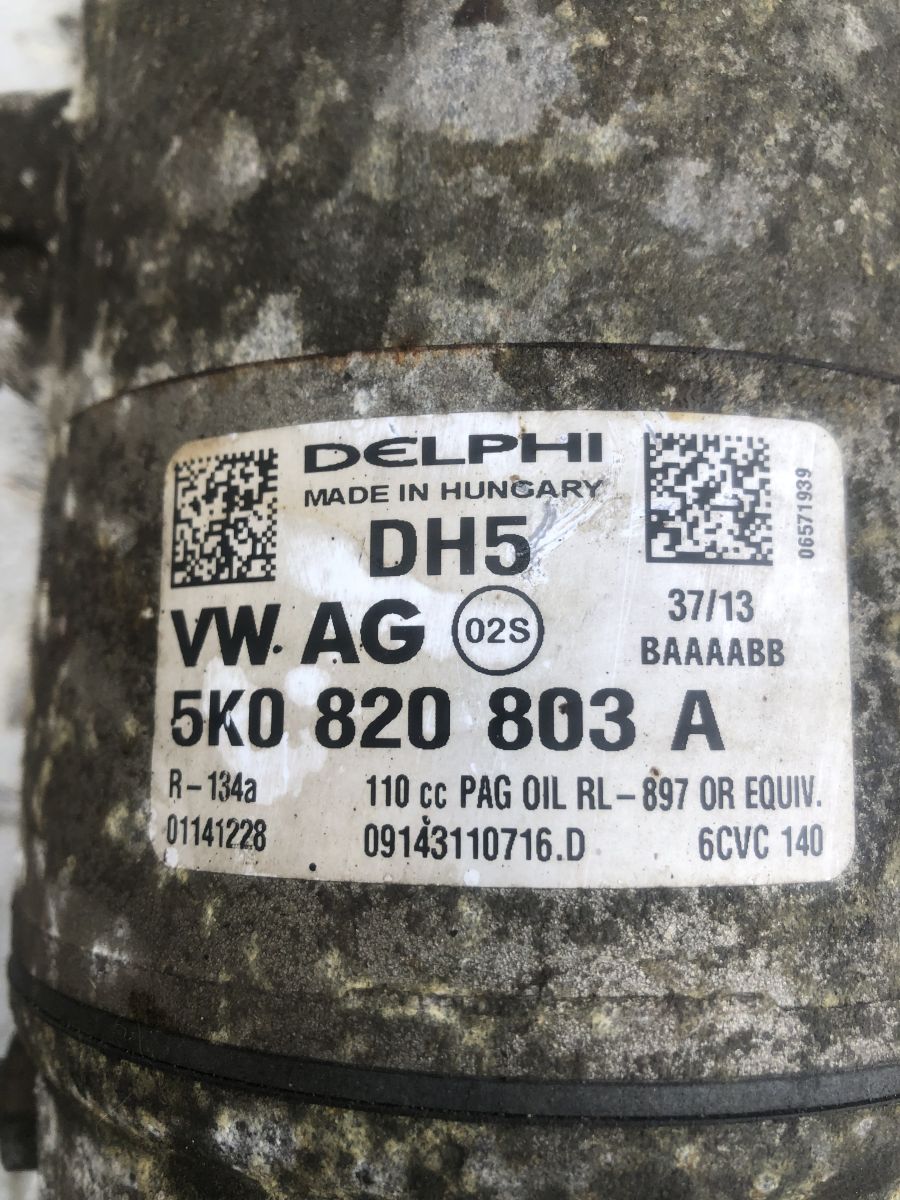 DELPHI
MADE IN HUNGARY
DH5
06571939
VW AG 02S
37/13
BAAAABB
5K0 820 803 A
R-134a 110 cc PAG OIL RL-897 OR EQUIV.
01141228 09143110716.D 6CVC 140